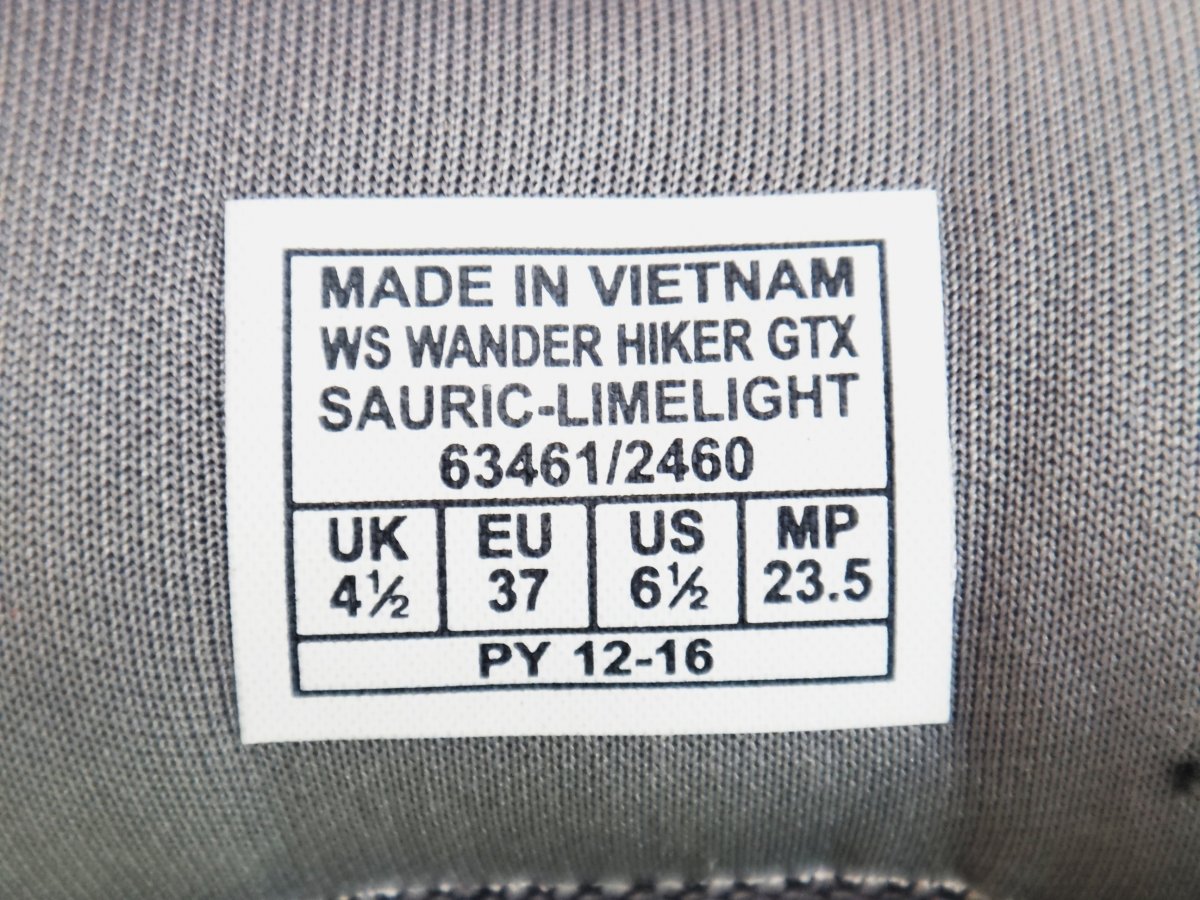 MADE IN VIETNAM
WS WANDER HIKER GTX
SAURIC-LIMELIGHT
63461/2460
UK EU US MP
4½ 37 6½ 23.5
PY 12-16